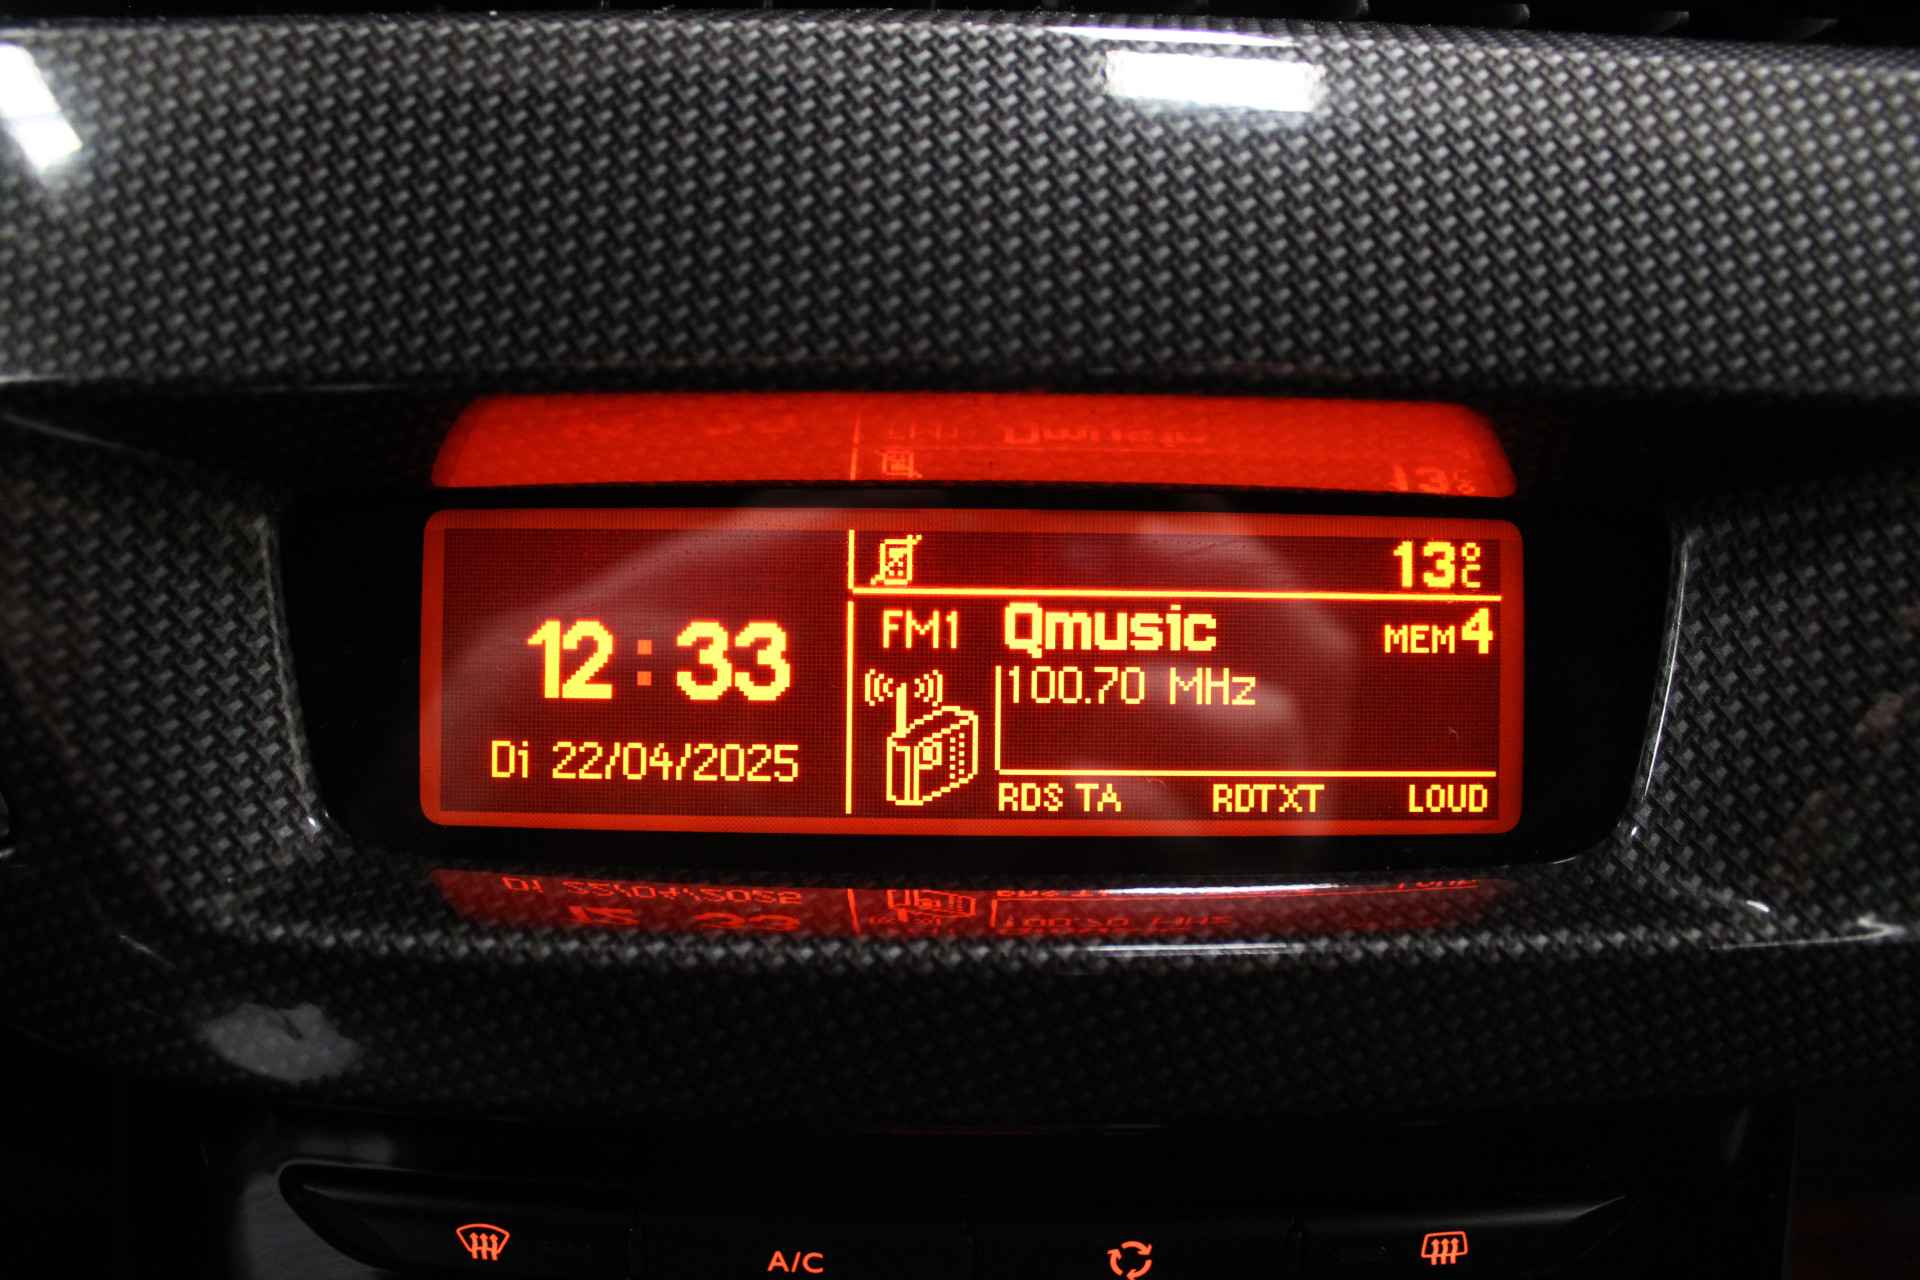 13°C
12:33
FM1 Qmusic MEM4
100.70 MHz
Di 22/04/2025
RDS TA RDTXT LOUD
A/C